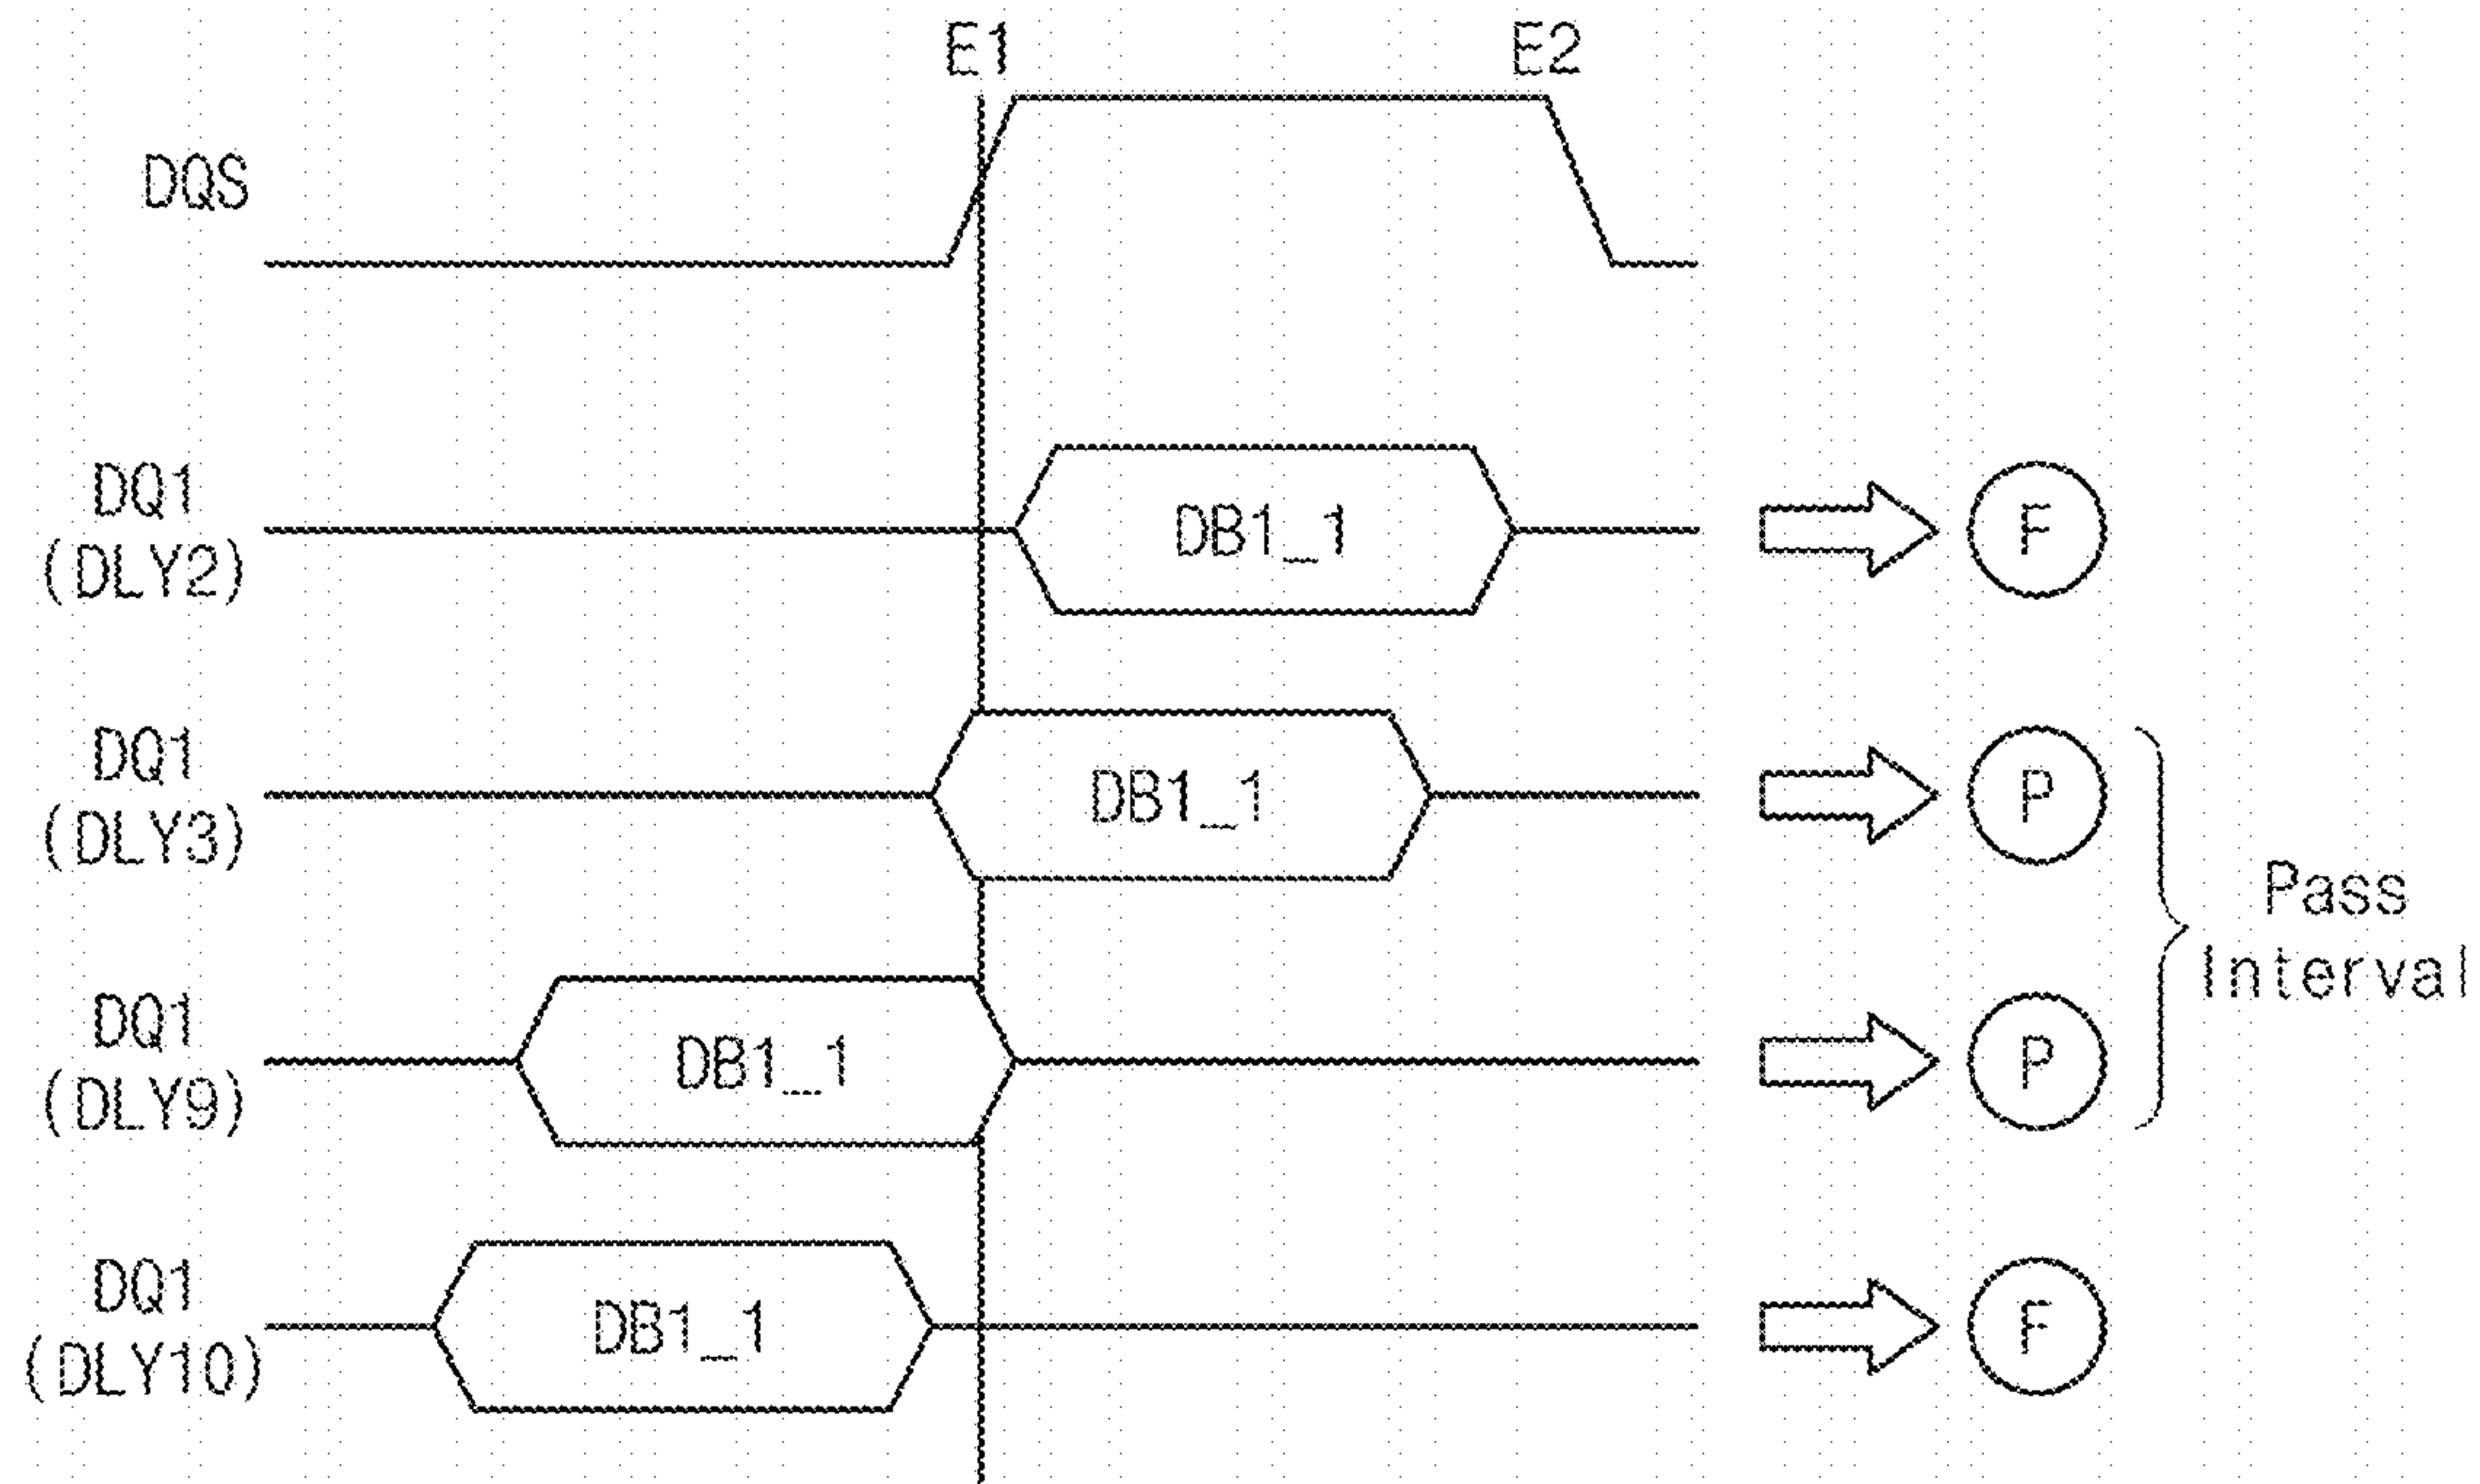 E1 E2
DQS
DQ1
(DLY2)
DB1_1
F
DQ1
(DLY3)
DB1_1
P
Pass
Interval
DQ1
(DLY9)
DB1_1
P
DQ1
(DLY10)
DB1_1
F